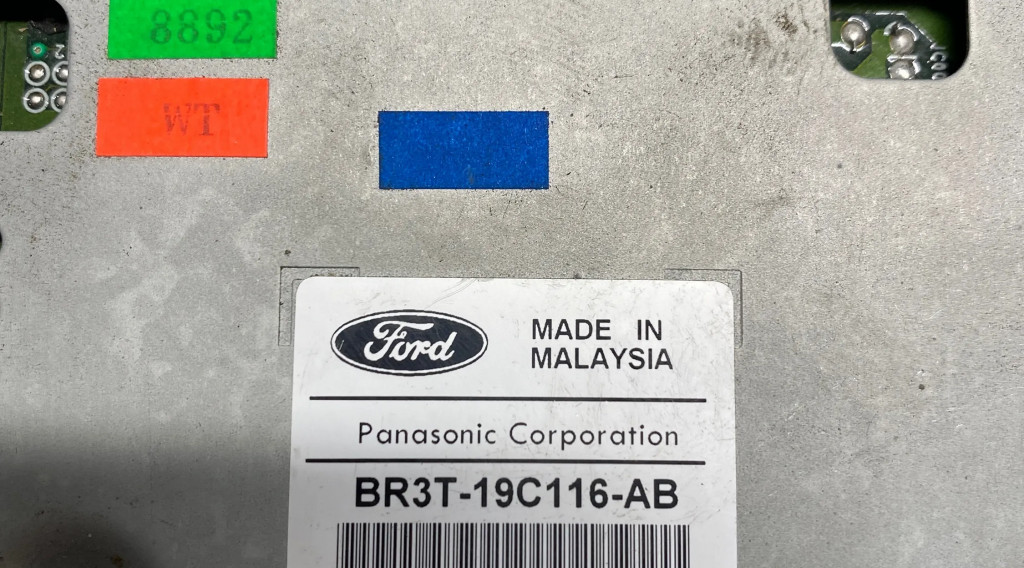 8892
WT
Ford
MADE IN
MALAYSIA
Panasonic Corporation
BR3T-19C116-AB